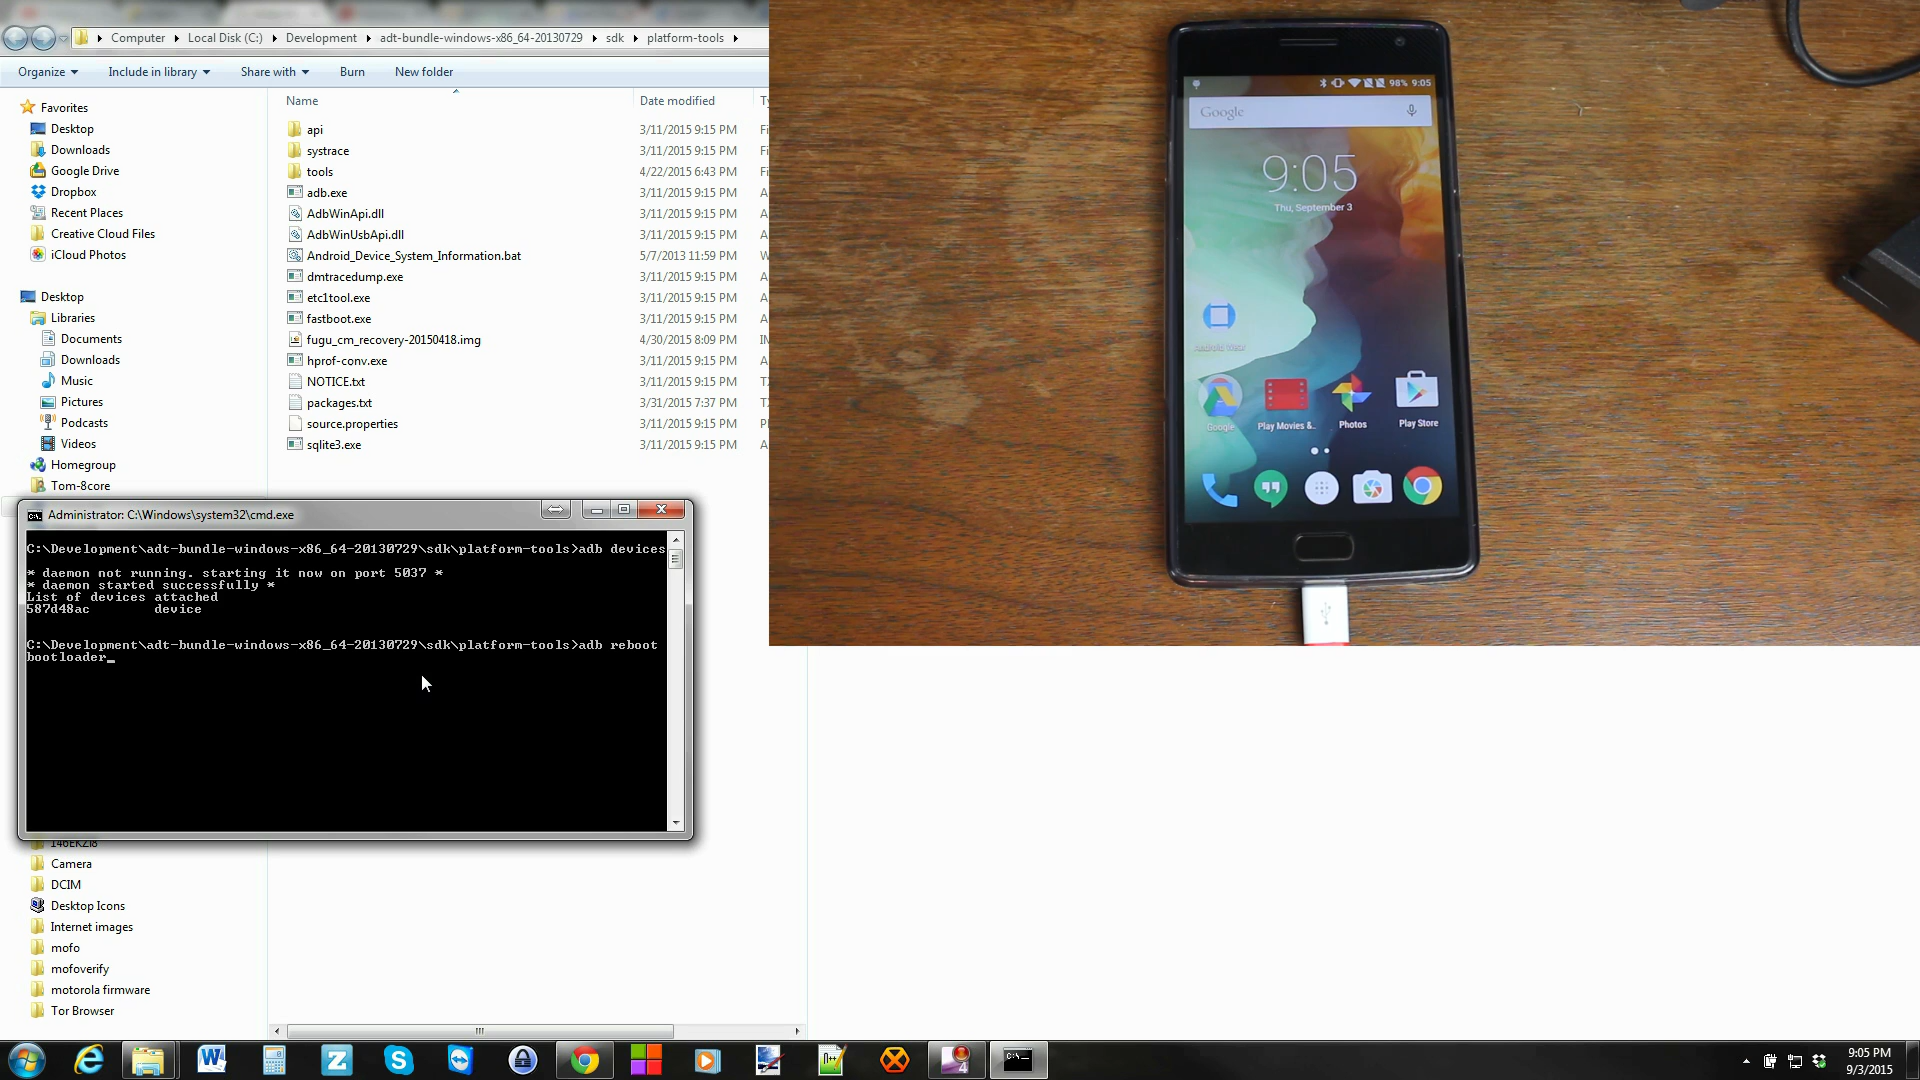 Computer
Local Disk (C:)
Development
adt-bundle-windows-x86_64-20130729
sdk
platform-tools
Organize
Include in library
Share with
Burn
New folder
Favorites
Desktop
Downloads
Google Drive
Dropbox
Recent Places
Creative Cloud Files
iCloud Photos
Desktop
Libraries
Documents
Downloads
Music
Pictures
Podcasts
Videos
Homegroup
Tom-8core
Name Date modified
api 3/11/2015 9:15 PM Fi
systrace 3/11/2015 9:15 PM Fi
tools 4/22/2015 6:43 PM Fi
adb.exe 3/11/2015 9:15 PM A
AdbWinApi.dll 3/11/2015 9:15 PM A
AdbWinUsbApi.dll 3/11/2015 9:15 PM A
Android_Device_System_Information.bat 5/7/2013 11:59 PM W
dmtracedump.exe 3/11/2015 9:15 PM A
etc1tool.exe 3/11/2015 9:15 PM A
fastboot.exe 3/11/2015 9:15 PM A
fugu_cm_recovery-20150418.img 4/30/2015 8:09 PM IM
hprof-conv.exe 3/11/2015 9:15 PM A
NOTICE.txt 3/11/2015 9:15 PM T
packages.txt 3/31/2015 7:37 PM T
source.properties 3/11/2015 9:15 PM P
sqlite3.exe 3/11/2015 9:15 PM A
Administrator: C:\Windows\system32\cmd.exe
C:\Development\adt-bundle-windows-x86_64-20130729\sdk\platform-tools>adb devices
* daemon not running. starting it now on port 5037 *
* daemon started successfully *
List of devices attached
587d48ac device
C:\Development\adt-bundle-windows-x86_64-20130729\sdk\platform-tools>adb reboot
bootloader_
Camera
DCIM
Desktop Icons
Internet images
mofo
mofoverify
motorola firmware
Tor Browser
98% 9:05
Google
9:05
Thu, September 3
Android Wear
Google
Play Movies &..
Photos
Play Store
9:05 PM
9/3/2015